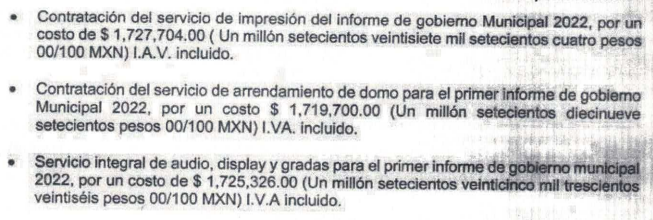 • Contratación del servicio de impresión del informe de gobierno Municipal 2022, por un
costo de $ 1,727,704.00 ( Un millón setecientos veintisiete mil setecientos cuatro pesos
00/100 MXN) I.A.V. incluido.
• Contratación del servicio de arrendamiento de domo para el primer informe de gobierno
Municipal 2022, por un costo $ 1,719,700.00 (Un millón setecientos diecinueve
setecientos pesos 00/100 MXN) I.VA. incluido.
• Servicio integral de audio, display y gradas para el primer informe de gobierno municipal
2022, por un costo de $ 1,725,326.00 (Un millón setecientos veinticinco mil trescientos
veintiséis pesos 00/100 MXN) I.V.A incluido.